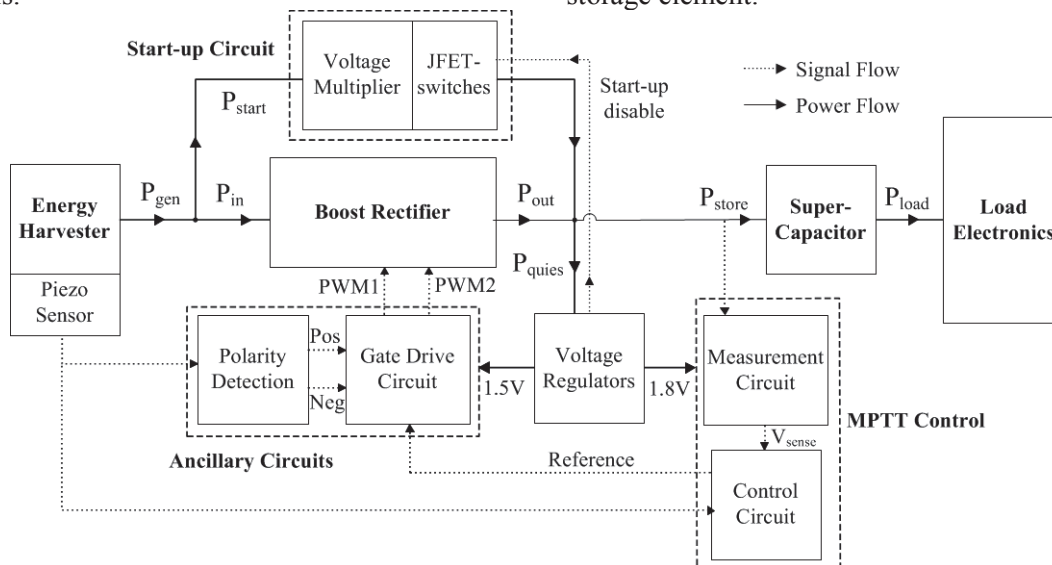 storage element.
Start-up Circuit
Voltage
Multiplier
JFET-
switches
Start-up
disable
Signal Flow
Power Flow
P_start
Energy
Harvester
Piezo
Sensor
P_gen
P_in
Boost Rectifier
P_out
P_store
Super-
Capacitor
P_load
Load
Electronics
P_quies
PWM1
PWM2
Polarity
Detection
Pos
Neg
Gate Drive
Circuit
1.5V
Voltage
Regulators
1.8V
Measurement
Circuit
MPTT Control
V_sense
Ancillary Circuits
Reference
Control
Circuit